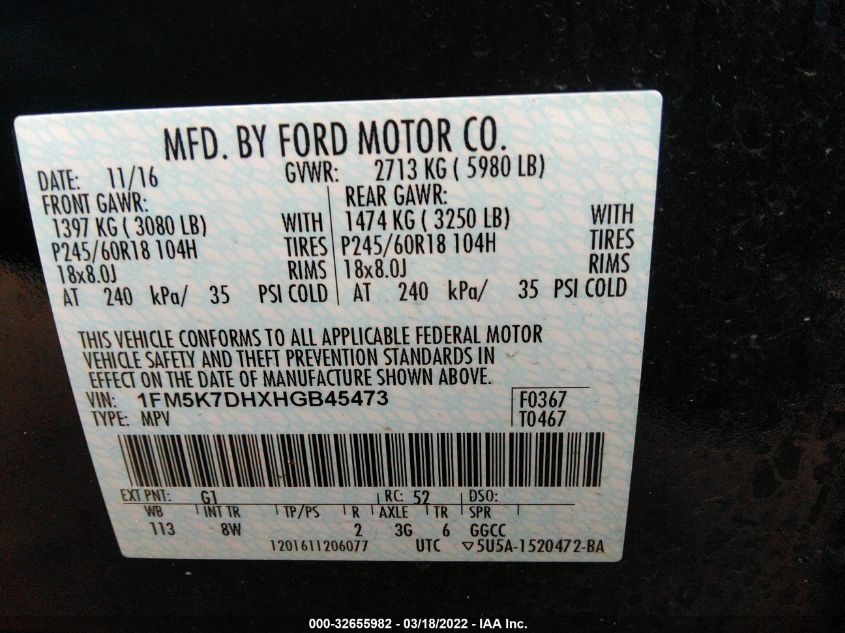 MFD. BY FORD MOTOR CO.
DATE: 11/16 GVWR: 2713 KG ( 5980 LB)
FRONT GAWR: REAR GAWR:
1397 KG ( 3080 LB) WITH 1474 KG ( 3250 LB) WITH
P245/60R18 104H TIRES P245/60R18 104H TIRES
18x8.0J RIMS 18x8.0J RIMS
AT 240 kPa/ 35 PSI COLD AT 240 kPa/ 35 PSI COLD
THIS VEHICLE CONFORMS TO ALL APPLICABLE FEDERAL MOTOR
VEHICLE SAFETY AND THEFT PREVENTION STANDARDS IN
EFFECT ON THE DATE OF MANUFACTURE SHOWN ABOVE.
VIN: 1FM5K7DHXHGB45473 F0367
TYPE: MPV T0467
EXT PNT: G1 RC: 52 DSO:
WB INT TR TP/PS R AXLE TR SPR
113 8W 2 3G 6 GGCC
1201611206077 UTC ▽5U5A-1520472-BA
000-32655982 - 03/18/2022 - IAA Inc.